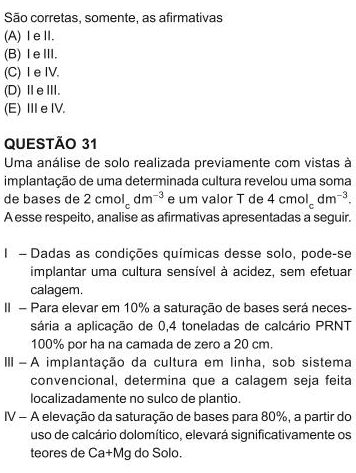 São corretas, somente, as afirmativas
(A) I e II.
(B) I e III.
(C) I e IV.
(D) II e III.
(E) III e IV.
QUESTÃO 31
Uma análise de solo realizada previamente com vistas à
implantação de uma determinada cultura revelou uma soma
de bases de 2 cmol_c dm⁻³ e um valor T de 4 cmol_c dm⁻³.
A esse respeito, analise as afirmativas apresentadas a seguir.
I – Dadas as condições químicas desse solo, pode-se
implantar uma cultura sensível à acidez, sem efetuar
calagem.
II – Para elevar em 10% a saturação de bases será neces-
sária a aplicação de 0,4 toneladas de calcário PRNT
100% por ha na camada de zero a 20 cm.
III – A implantação da cultura em linha, sob sistema
convencional, determina que a calagem seja feita
localizadamente no sulco de plantio.
IV – A elevação da saturação de bases para 80%, a partir do
uso de calcário dolomítico, elevará significativamente os
teores de Ca+Mg do Solo.